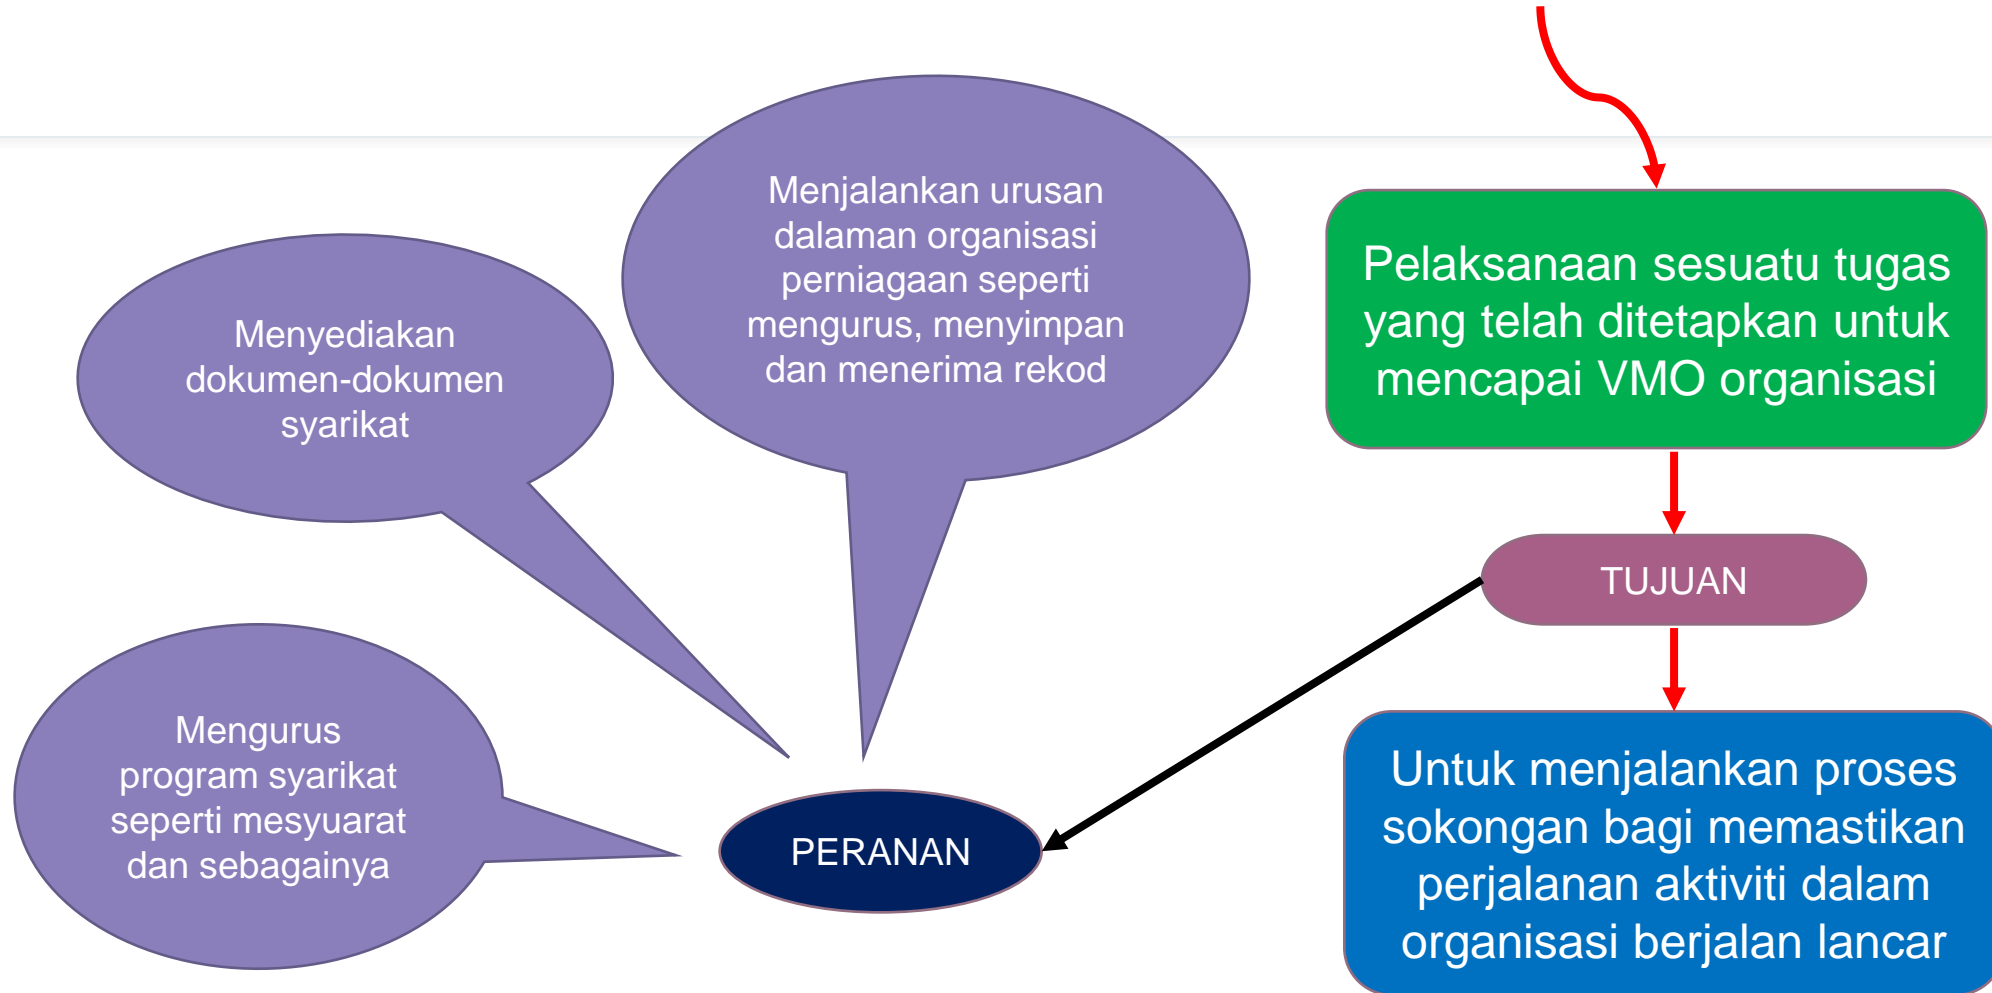 Menjalankan urusan
dalaman organisasi
perniagaan seperti
mengurus, menyimpan
dan menerima rekod
Menyediakan
dokumen-dokumen
syarikat
Mengurus
program syarikat
seperti mesyuarat
dan sebagainya
PERANAN
Pelaksanaan sesuatu tugas
yang telah ditetapkan untuk
mencapai VMO organisasi
TUJUAN
Untuk menjalankan proses
sokongan bagi memastikan
perjalanan aktiviti dalam
organisasi berjalan lancar